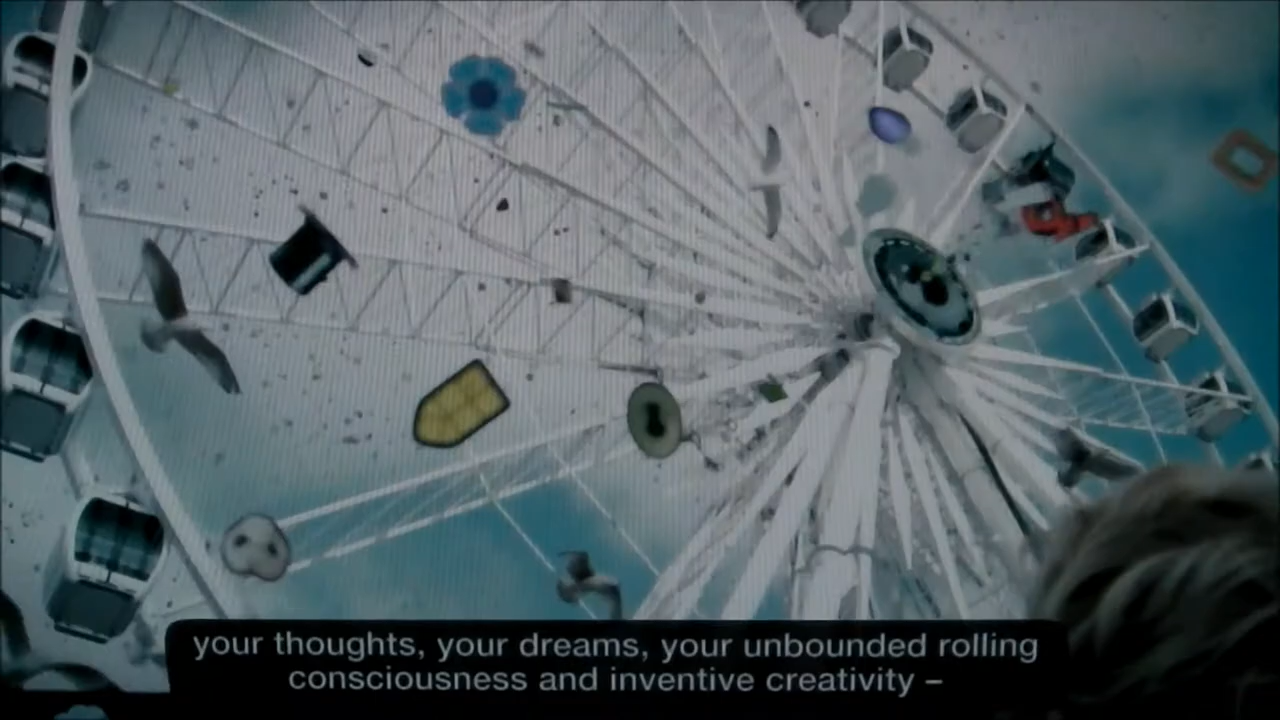 your thoughts, your dreams, your unbounded rolling
consciousness and inventive creativity –